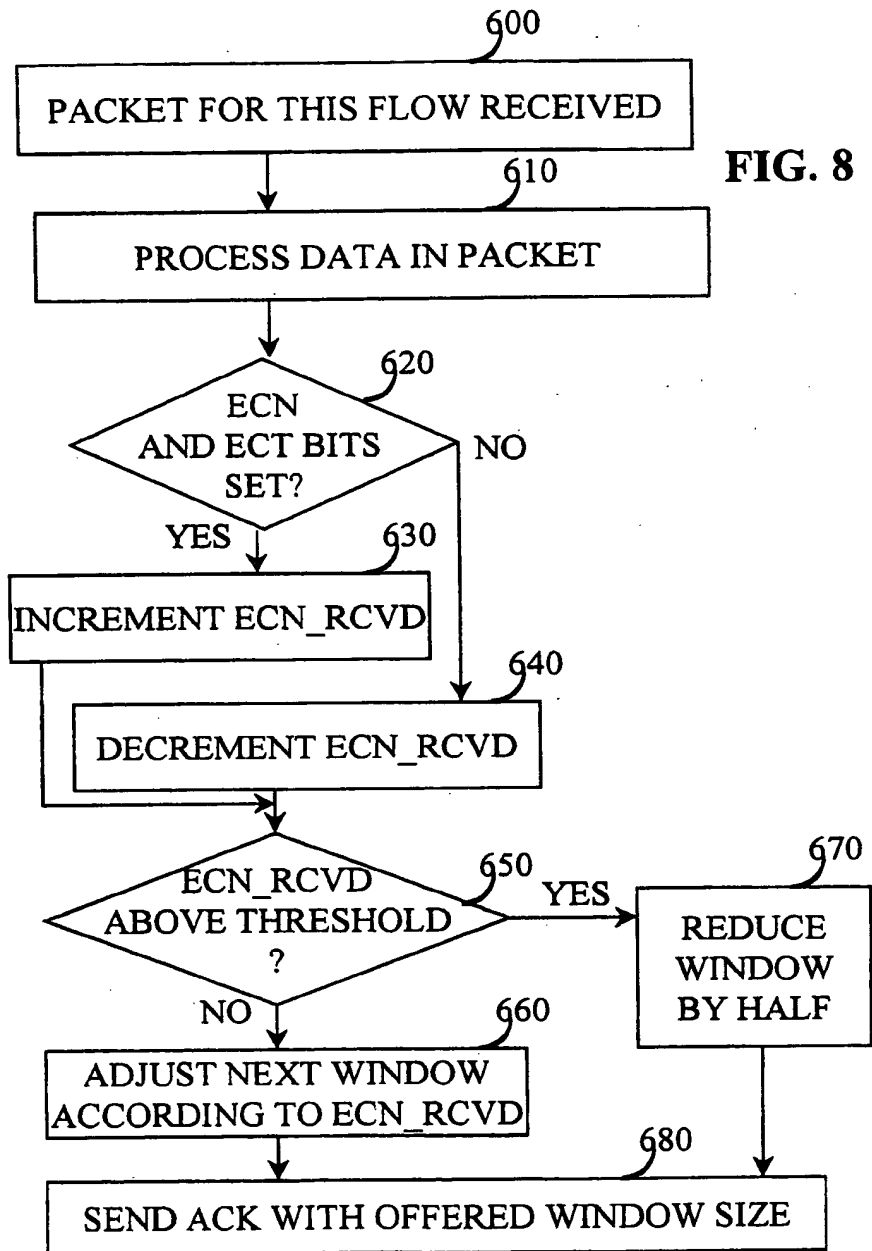 600
PACKET FOR THIS FLOW RECEIVED
FIG. 8
610
PROCESS DATA IN PACKET
620
ECN
AND ECT BITS
SET?
NO
YES
630
INCREMENT ECN_RCVD
640
DECREMENT ECN_RCVD
650
ECN_RCVD
ABOVE THRESHOLD
?
YES
670
REDUCE
WINDOW
BY HALF
NO
660
ADJUST NEXT WINDOW
ACCORDING TO ECN_RCVD
680
SEND ACK WITH OFFERED WINDOW SIZE